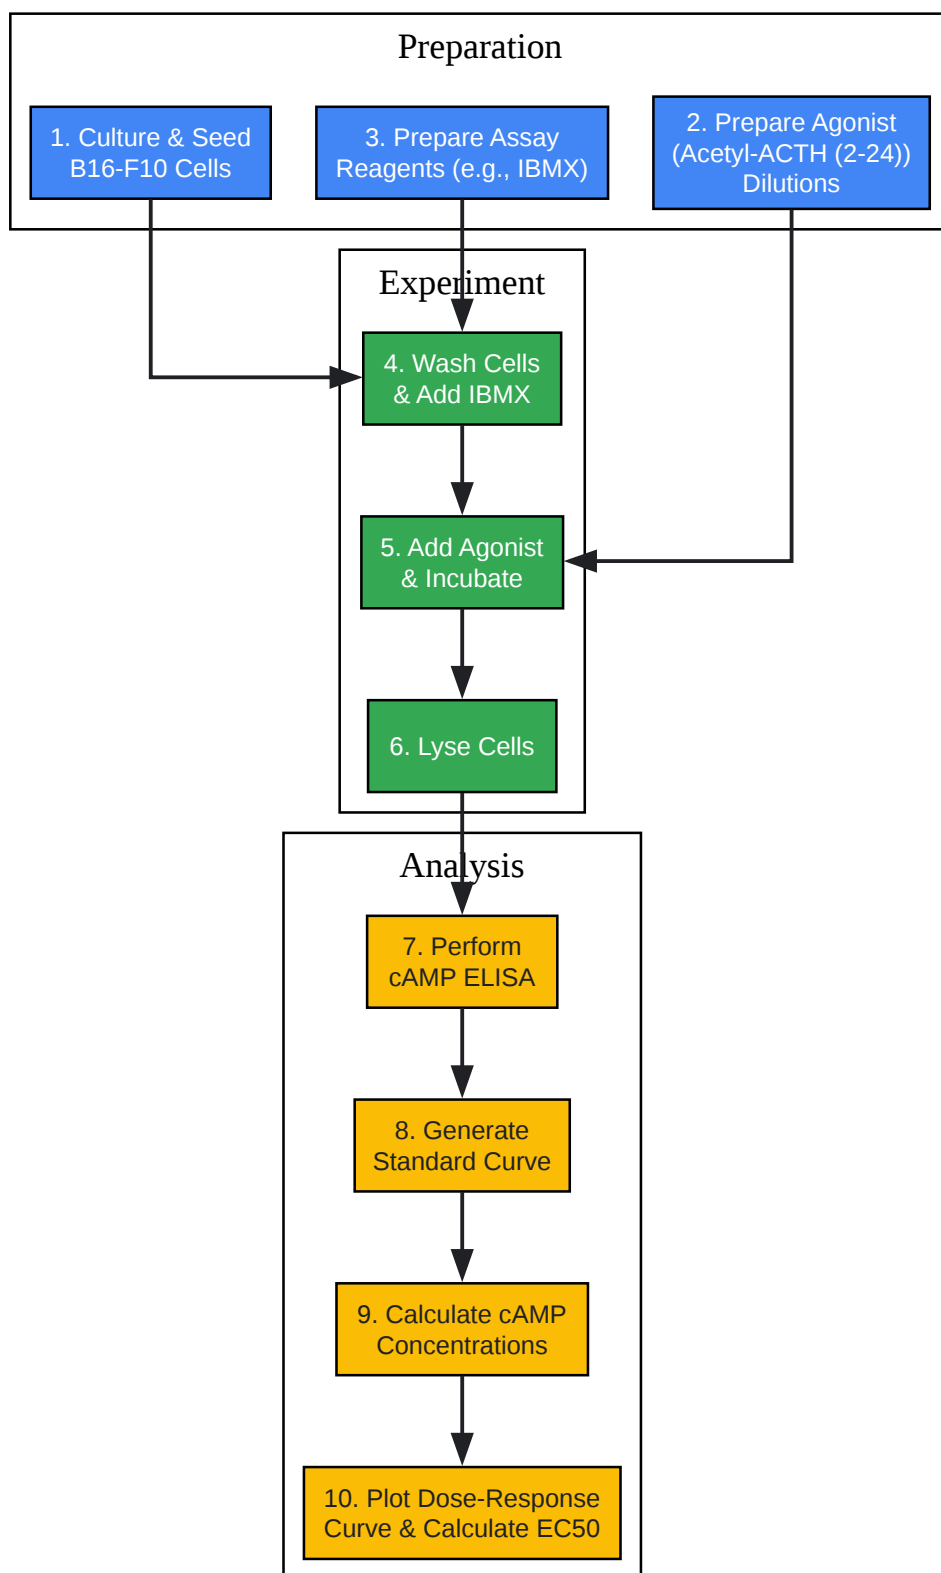 Preparation
1. Culture & Seed
B16-F10 Cells
3. Prepare Assay
Reagents (e.g., IBMX)
2. Prepare Agonist
(Acetyl-ACTH (2-24))
Dilutions
Experiment
4. Wash Cells
& Add IBMX
5. Add Agonist
& Incubate
6. Lyse Cells
Analysis
7. Perform
cAMP ELISA
8. Generate
Standard Curve
9. Calculate cAMP
Concentrations
10. Plot Dose-Response
Curve & Calculate EC50